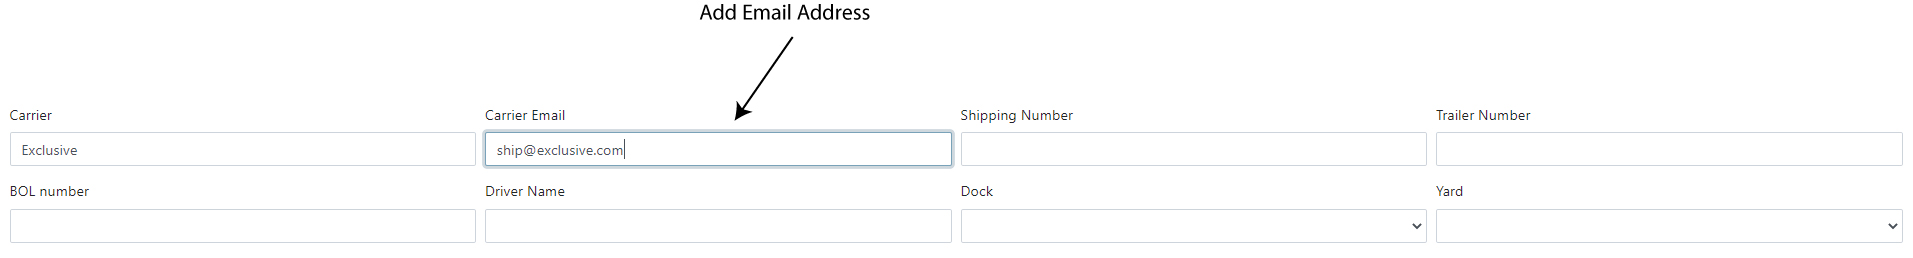 Add Email Address
Carrier
Carrier Email
Shipping Number
Trailer Number
Exclusive
ship@exclusive.com
BOL number
Driver Name
Dock
Yard